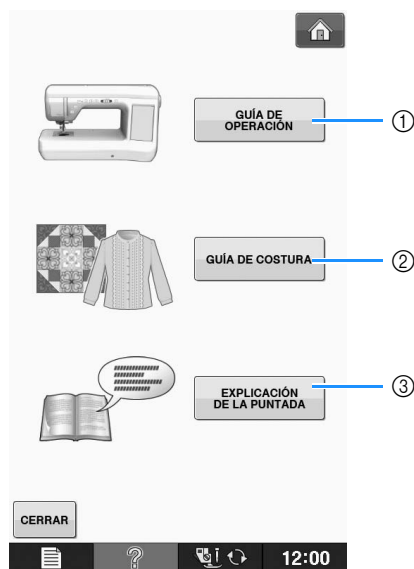 GUÍA DE
OPERACIÓN
①
GUÍA DE COSTURA
②
EXPLICACIÓN
DE LA PUNTADA
③
CERRAR
?
12:00